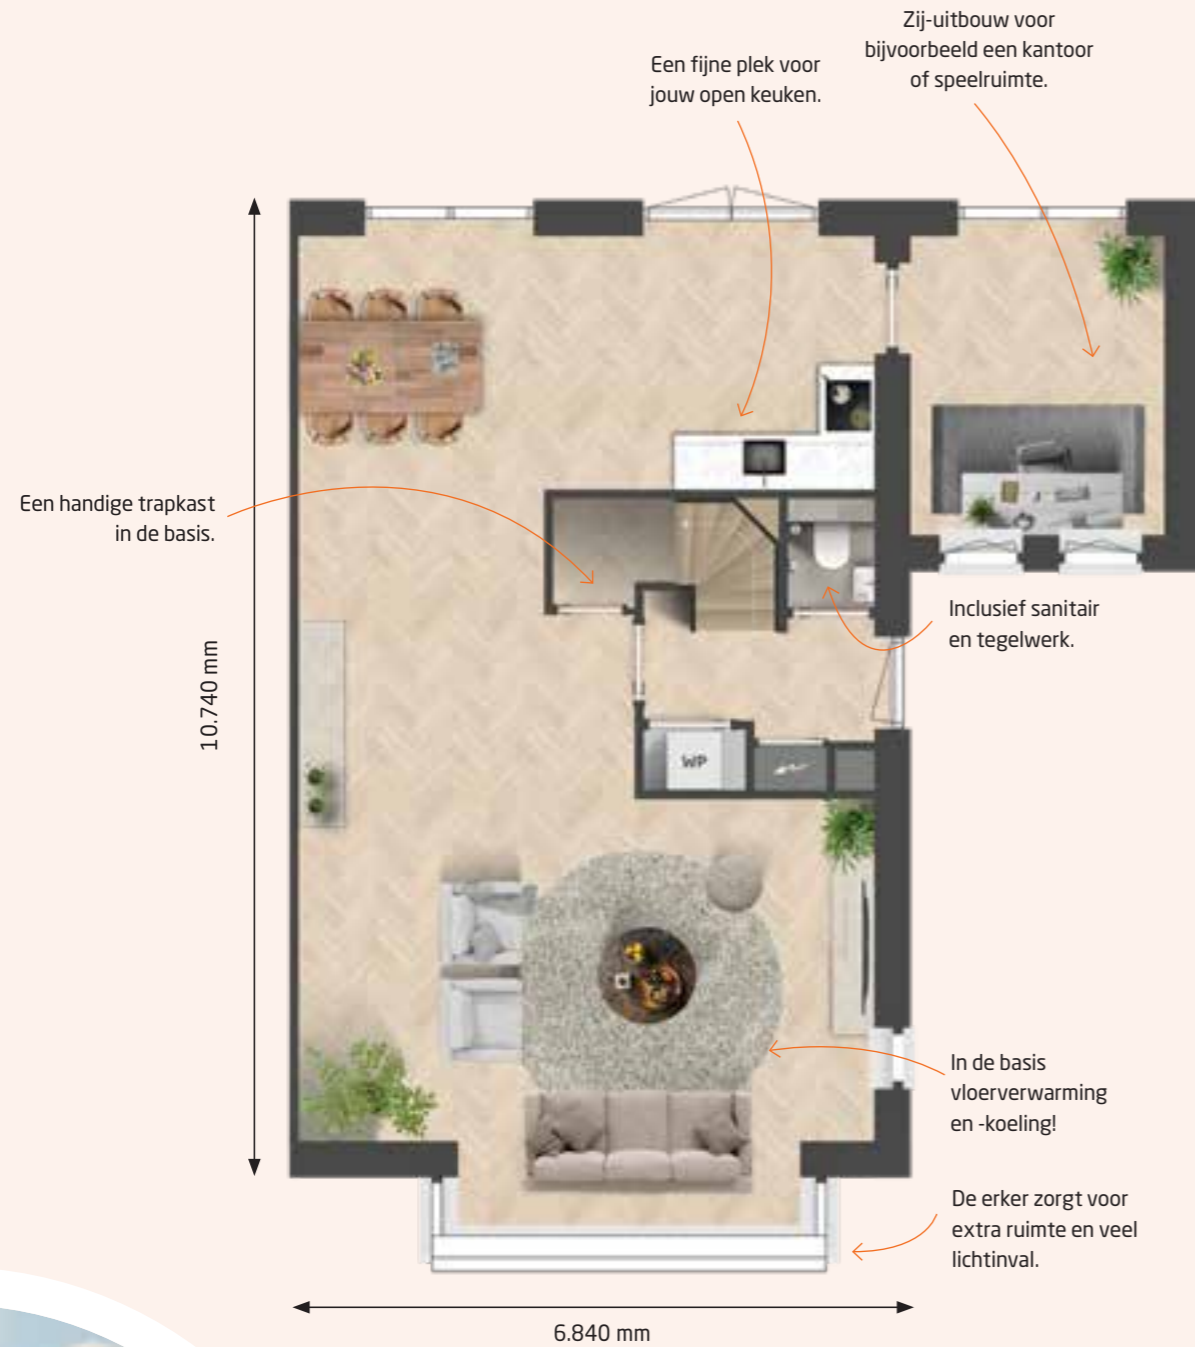 Zij-uitbouw voor
bijvoorbeeld een kantoor
of speelruimte.
Een fijne plek voor
jouw open keuken.
Een handige trapkast
in de basis.
Inclusief sanitair
en tegelwerk.
10.740 mm
WP
In de basis
vloerverwarming
en -koeling!
De erker zorgt voor
extra ruimte en veel
lichtinval.
6.840 mm